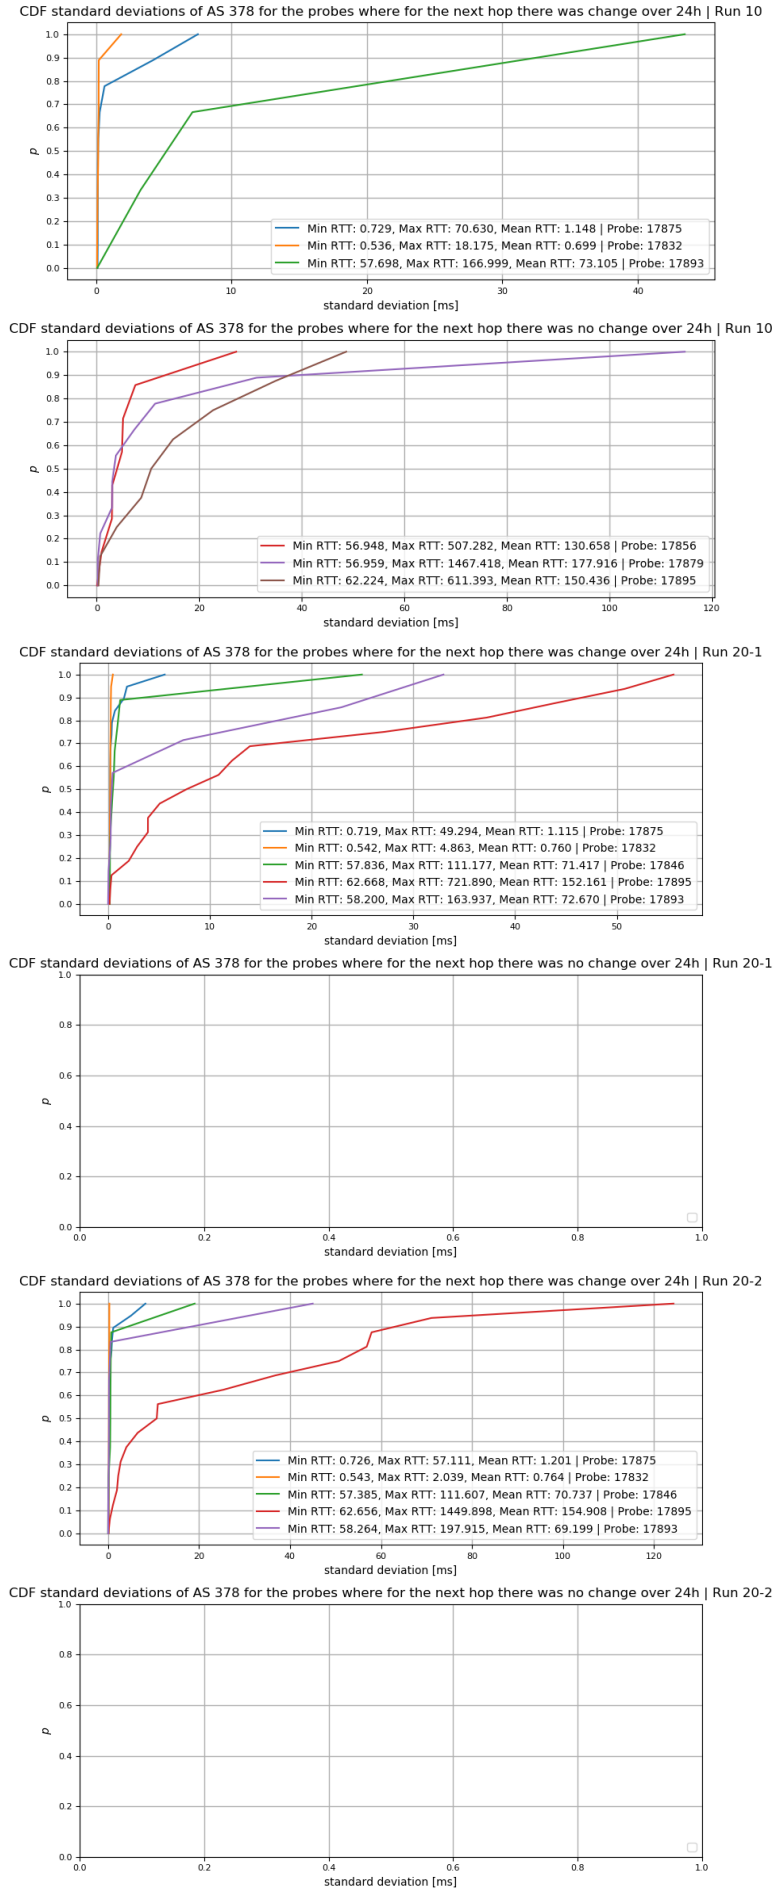 CDF standard deviations of AS 378 for the probes where for the next hop there was change over 24h | Run 10
1.0
0.9
0.8
0.7
0.6
0.5
0.4
0.3
0.2
0.1
0.0
p
Min RTT: 0.729, Max RTT: 70.630, Mean RTT: 1.148 | Probe: 17875
Min RTT: 0.536, Max RTT: 18.175, Mean RTT: 0.699 | Probe: 17832
Min RTT: 57.698, Max RTT: 166.999, Mean RTT: 73.105 | Probe: 17893
0 10 20 30 40
standard deviation [ms]
CDF standard deviations of AS 378 for the probes where for the next hop there was no change over 24h | Run 10
1.0
0.9
0.8
0.7
0.6
0.5
0.4
0.3
0.2
0.1
0.0
p
Min RTT: 56.948, Max RTT: 507.282, Mean RTT: 130.658 | Probe: 17856
Min RTT: 56.959, Max RTT: 1467.418, Mean RTT: 177.916 | Probe: 17879
Min RTT: 62.224, Max RTT: 611.393, Mean RTT: 150.436 | Probe: 17895
0 20 40 60 80 100 120
standard deviation [ms]
CDF standard deviations of AS 378 for the probes where for the next hop there was change over 24h | Run 20-1
1.0
0.9
0.8
0.7
0.6
0.5
0.4
0.3
0.2
0.1
0.0
p
Min RTT: 0.719, Max RTT: 49.294, Mean RTT: 1.115 | Probe: 17875
Min RTT: 0.542, Max RTT: 4.863, Mean RTT: 0.760 | Probe: 17832
Min RTT: 57.836, Max RTT: 111.177, Mean RTT: 71.417 | Probe: 17846
Min RTT: 62.668, Max RTT: 721.890, Mean RTT: 152.161 | Probe: 17895
Min RTT: 58.200, Max RTT: 163.937, Mean RTT: 72.670 | Probe: 17893
0 10 20 30 40 50
standard deviation [ms]
CDF standard deviations of AS 378 for the probes where for the next hop there was no change over 24h | Run 20-1
1.0
0.8
0.6
0.4
0.2
0.0
p
0.0 0.2 0.4 0.6 0.8 1.0
standard deviation [ms]
CDF standard deviations of AS 378 for the probes where for the next hop there was change over 24h | Run 20-2
1.0
0.9
0.8
0.7
0.6
0.5
0.4
0.3
0.2
0.1
0.0
p
Min RTT: 0.726, Max RTT: 57.111, Mean RTT: 1.201 | Probe: 17875
Min RTT: 0.543, Max RTT: 2.039, Mean RTT: 0.764 | Probe: 17832
Min RTT: 57.385, Max RTT: 111.607, Mean RTT: 70.737 | Probe: 17846
Min RTT: 62.656, Max RTT: 1449.898, Mean RTT: 154.908 | Probe: 17895
Min RTT: 58.264, Max RTT: 197.915, Mean RTT: 69.199 | Probe: 17893
0 20 40 60 80 100 120
standard deviation [ms]
CDF standard deviations of AS 378 for the probes where for the next hop there was no change over 24h | Run 20-2
1.0
0.8
0.6
0.4
0.2
0.0
p
0.0 0.2 0.4 0.6 0.8 1.0
standard deviation [ms]